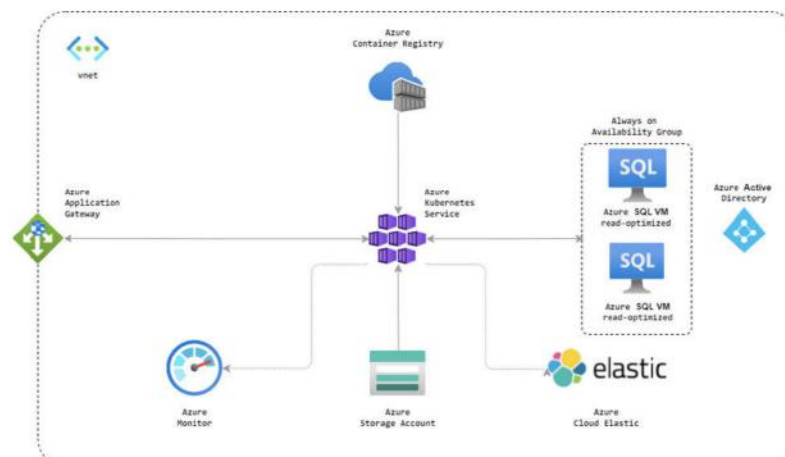 Azure
Container Registry
vnet
Always on
Availability Group
SQL
Azure SQL VM
read-optimized
SQL
Azure SQL VM
read-optimized
Azure Active
Directory
Azure
Application
Gateway
Azure
Kubernetes
Service
Azure
Monitor
Azure
Storage Account
elastic
Azure
Cloud Elastic